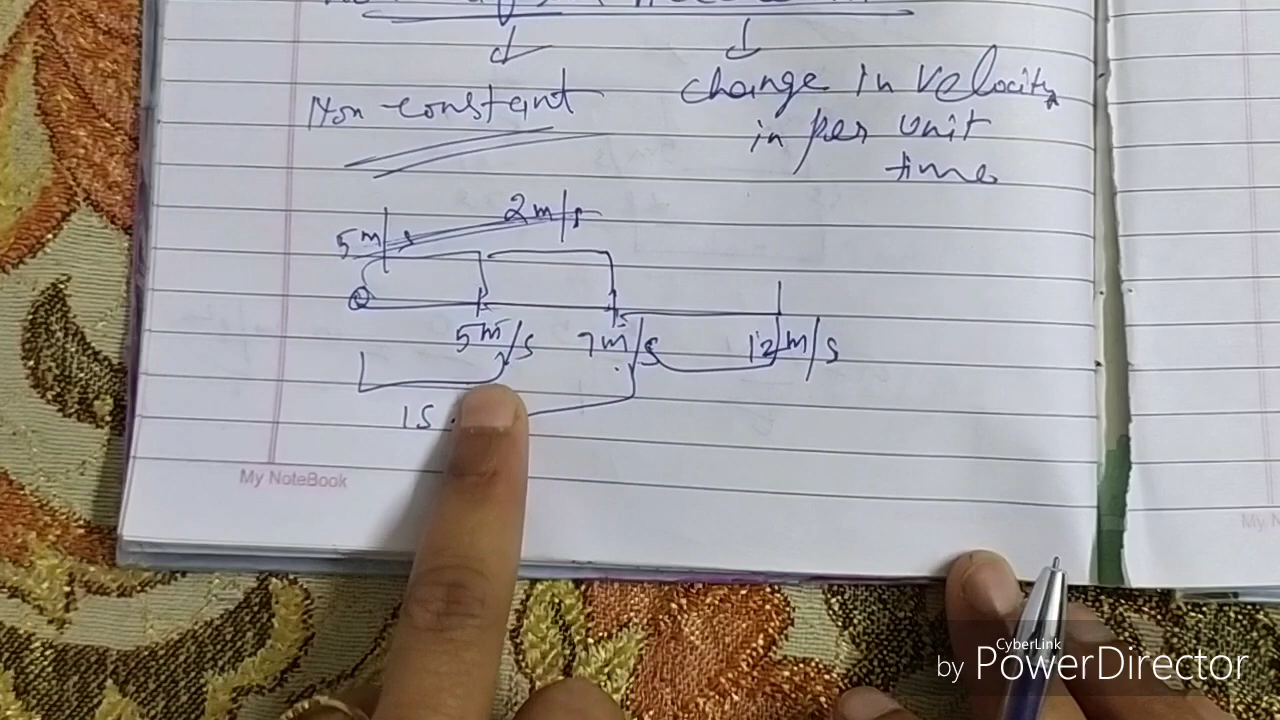 Non constant
change in velocity
in per unit
time
5m/s
2m/s
5m/s 7m/s 12m/s
1s
My NoteBook
CyberLink
by PowerDirector